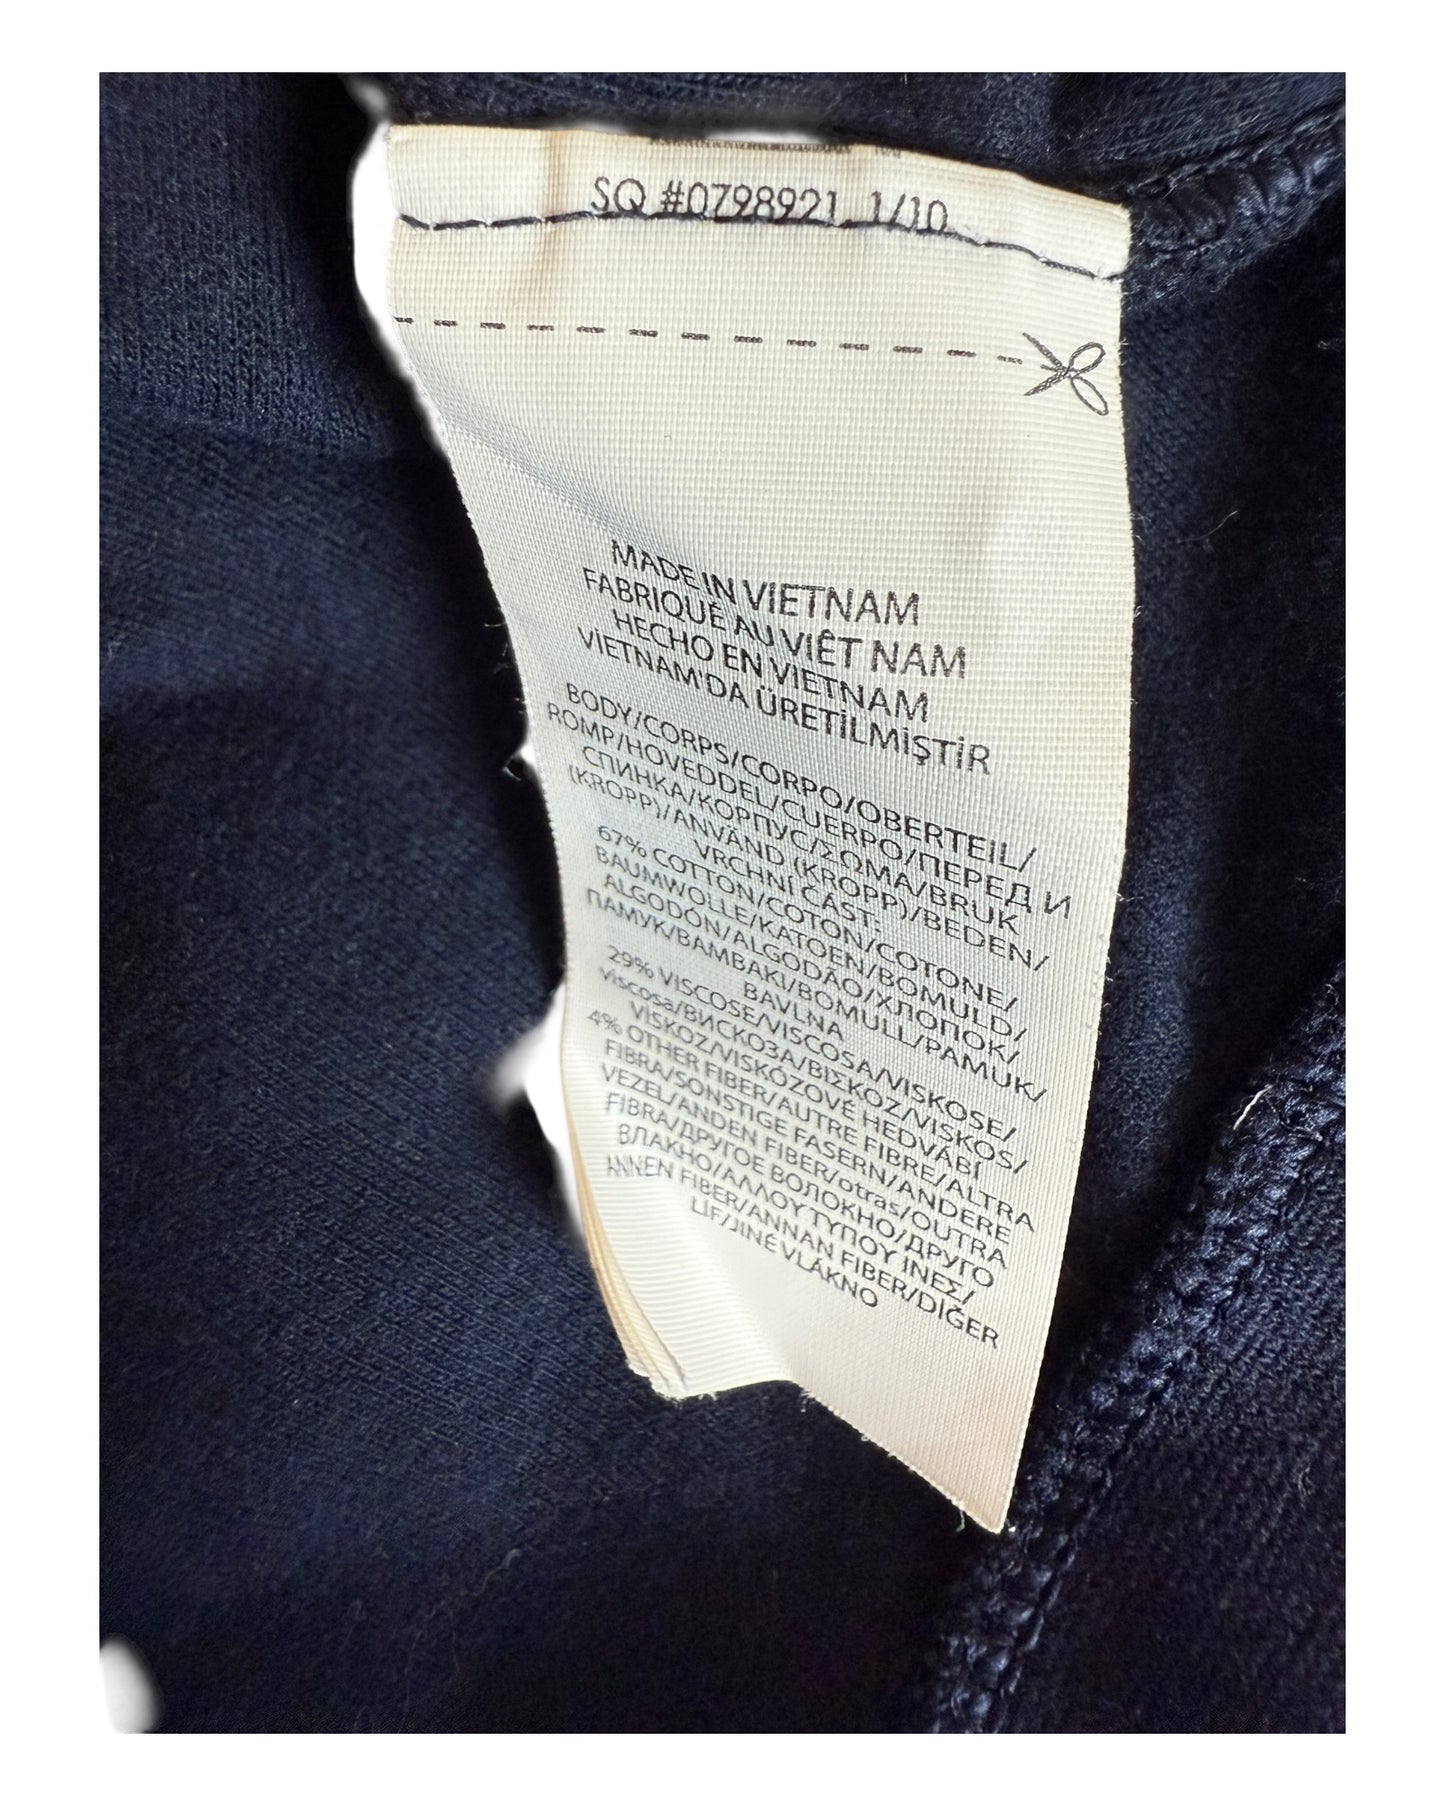 SQ #0798921 1/10
MADE IN VIETNAM
FABRIQUÉ AU VIÊT NAM
HECHO EN VIETNAM
VIETNAM'DA ÜRETİLMİŞTİR
BODY/CORPS/CORPO/OBERTEIL/
ROMP/HOVEDDEL/CUERPO/ПЕРЕД И
СПИНКА/КОРПУС/ΣΩΜΑ/BRUK
(KROPP)/ANVÄND (KROPP)/BEDEN/
VRCHNÍ ČÁST:
67% COTTON/COTON/COTONE/
BAUMWOLLE/KATOEN/BOMULD/
ALGODÓN/ALGODÃO/ХЛОПОК/
ПАМУК/ΒΑΜΒΑΚΙ/BOMULL/PAMUK/
BAVLNA
29% VISCOSE/VISCOSA/VISKOSE/
viscosa/ВИСКОЗА/ΒΙΣΚΟΖ/VISKOS/
VİSKOZ/VISKÓZOVÉ HEDVÁBÍ
4% OTHER FIBER/AUTRE FIBRE/ALTRA
FIBRA/SONSTIGE FASERN/ANDERE
VEZEL/ANDEN FIBER/otras/OUTRA
FIBRA/ДРУГОЕ ВОЛОКНО/ДРУГО
ВЛАКНО/ΑΛΛΟΥ ΤΥΠΟΥ ΙΝΕΣ/
ANNEN FIBER/ANNAN FIBER/DİĞER
LİF/JINÉ VLÁKNO